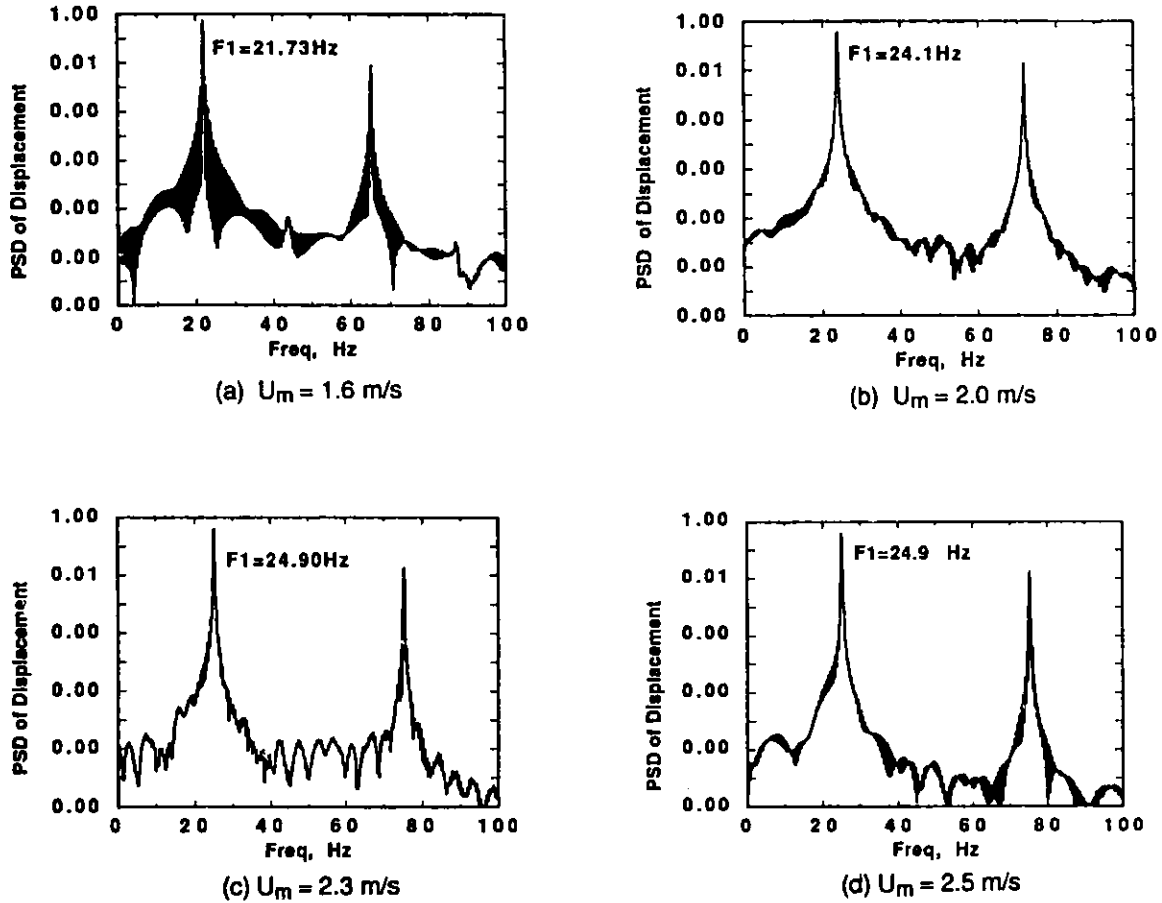 PSD of Displacement
1.00
0.01
0.00
0.00
0.00
0.00
0.00
F1=21.73Hz
0 20 40 60 80 100
Freq, Hz
(a) Um = 1.6 m/s
PSD of Displacement
1.00
0.01
0.00
0.00
0.00
0.00
0.00
F1=24.1Hz
0 20 40 60 80 100
Freq, Hz
(b) Um = 2.0 m/s
PSD of Displacement
1.00
0.01
0.00
0.00
0.00
0.00
F1=24.90Hz
0 20 40 60 80 100
Freq, Hz
(c) Um = 2.3 m/s
PSD of Displacement
1.00
0.01
0.00
0.00
0.00
0.00
F1=24.9 Hz
0 20 40 60 80 100
Freq, Hz
(d) Um = 2.5 m/s